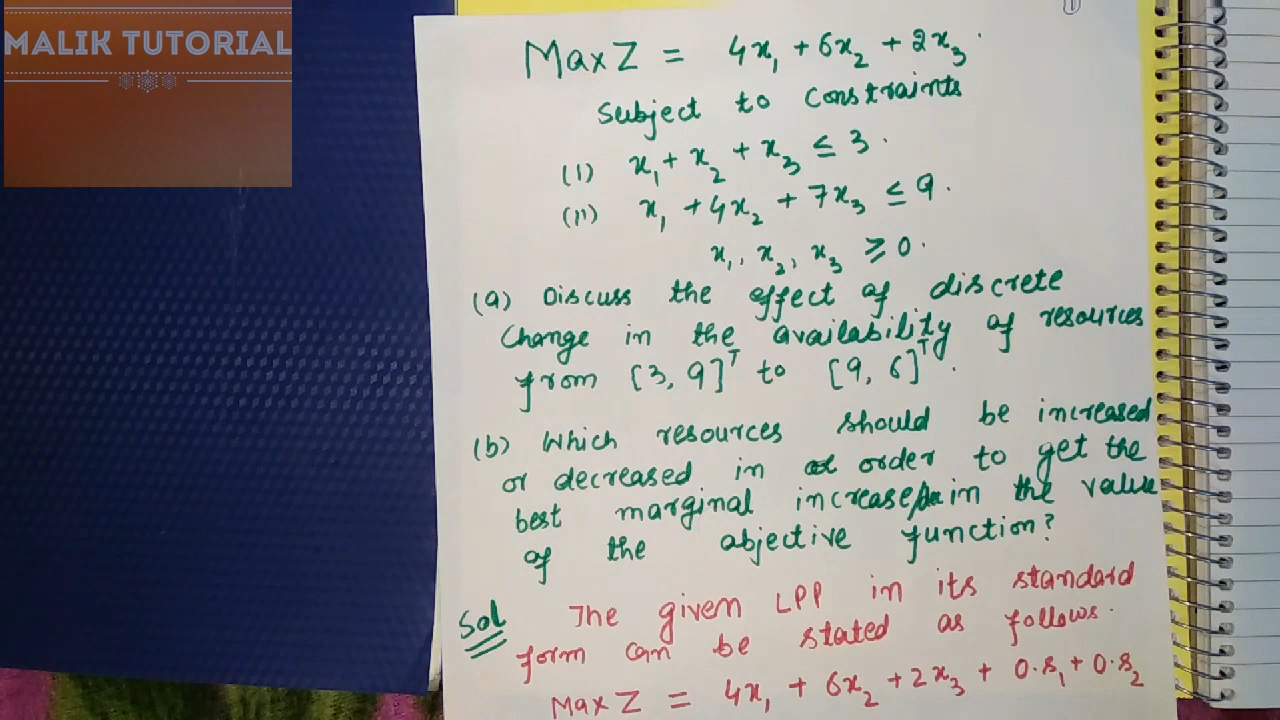 MALIK TUTORIAL
1
Max Z = 4x₁ + 6x₂ + 2x₃.
Subject to constraints
(i) x₁ + x₂ + x₃ ≤ 3.
(ii) x₁ + 4x₂ + 7x₃ ≤ 9.
x₁, x₂, x₃ ≥ 0.
(a) Discuss the effect of discrete
change in the availability of resources
from [3, 9]ᵀ to [9, 6]ᵀ.
(b) Which resources should be increased
or decreased in order to get the
best marginal increase in the value
of the abjective function?
Sol The given LPP in its standard
form can be stated as follows.
Max Z = 4x₁ + 6x₂ + 2x₃ + 0.s₁ + 0.s₂